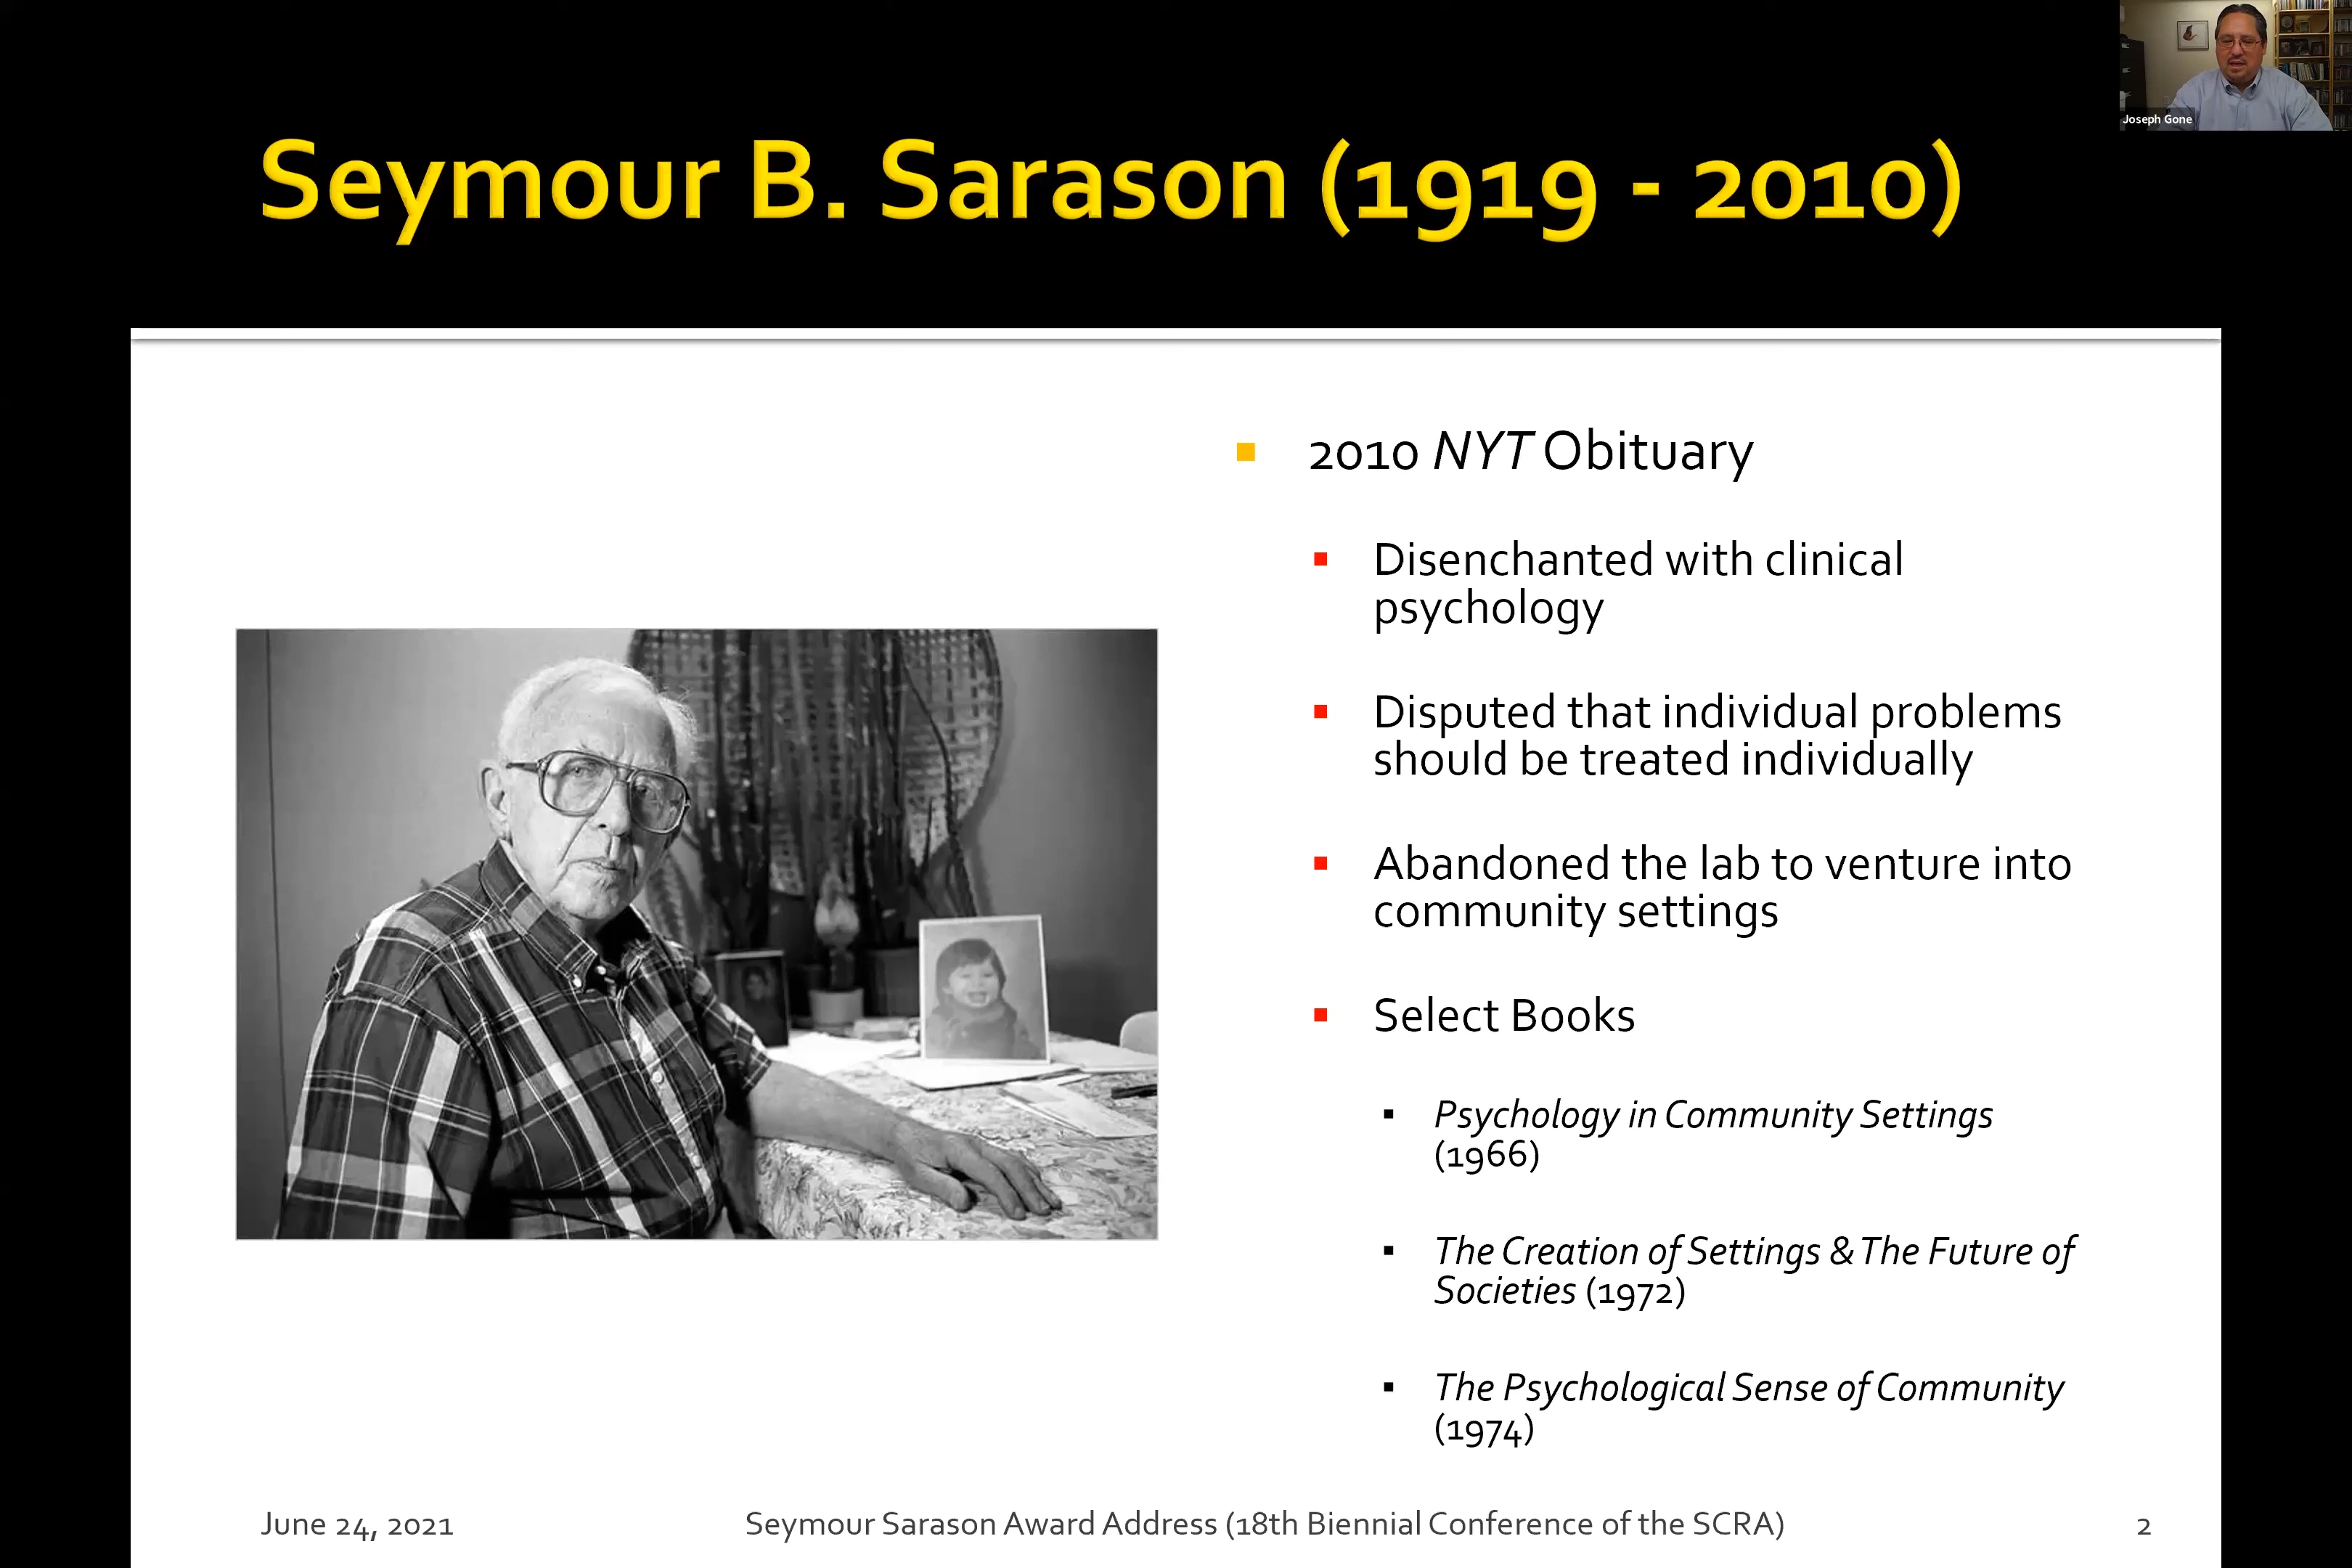 Joseph Gone
Seymour B. Sarason (1919 - 2010)
2010 NYT Obituary
Disenchanted with clinical
psychology
Disputed that individual problems
should be treated individually
Abandoned the lab to venture into
community settings
Select Books
Psychology in Community Settings
(1966)
The Creation of Settings & The Future of
Societies (1972)
The Psychological Sense of Community
(1974)
June 24, 2021
Seymour Sarason Award Address (18th Biennial Conference of the SCRA)
2